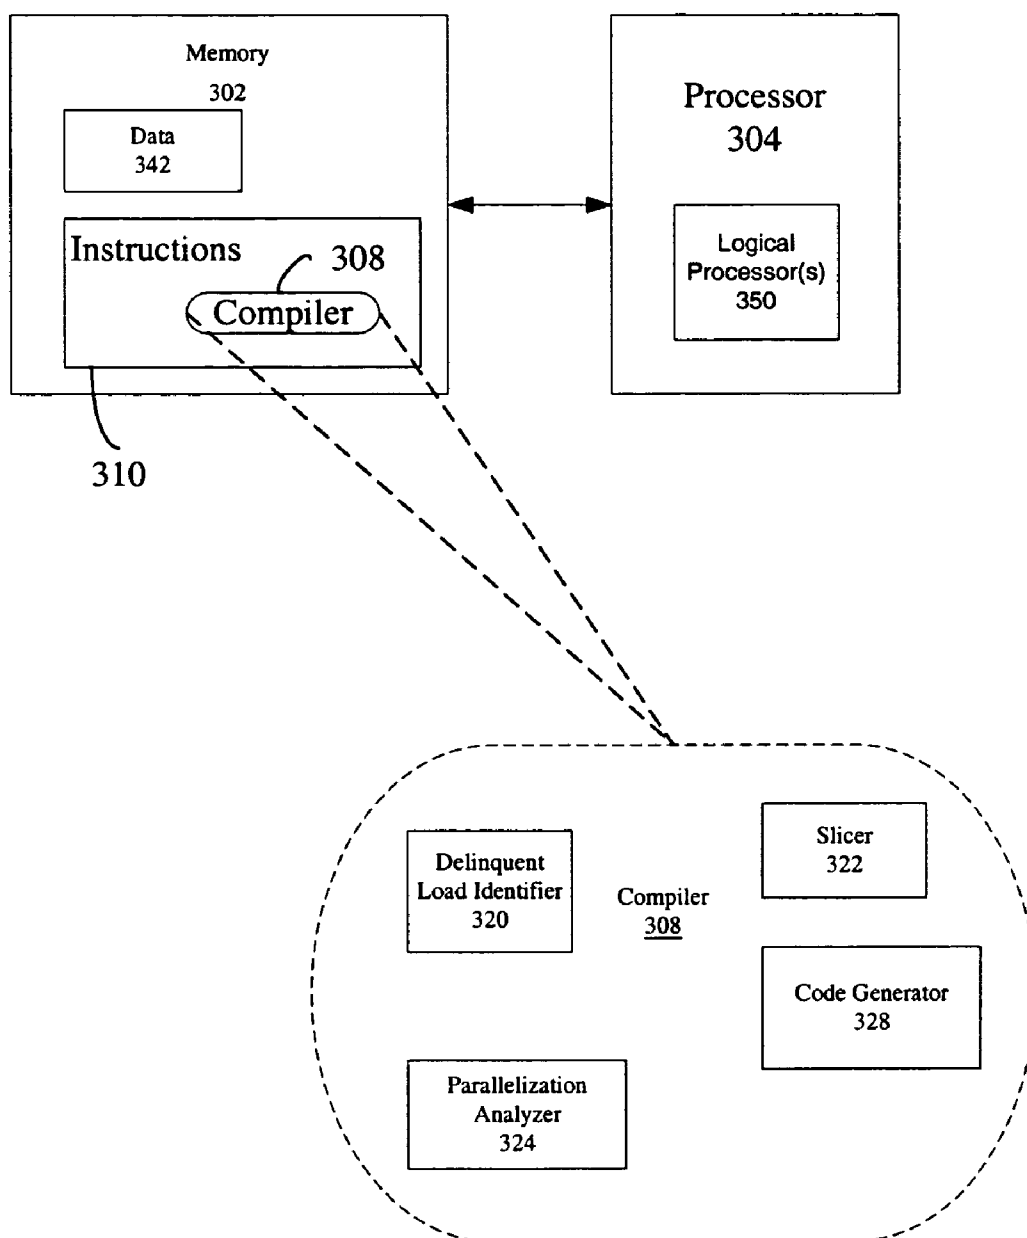 Memory
302
Data
342
Instructions
308
Compiler
310
Processor
304
Logical
Processor(s)
350
Delinquent
Load Identifier
320
Compiler
308
Slicer
322
Code Generator
328
Parallelization
Analyzer
324